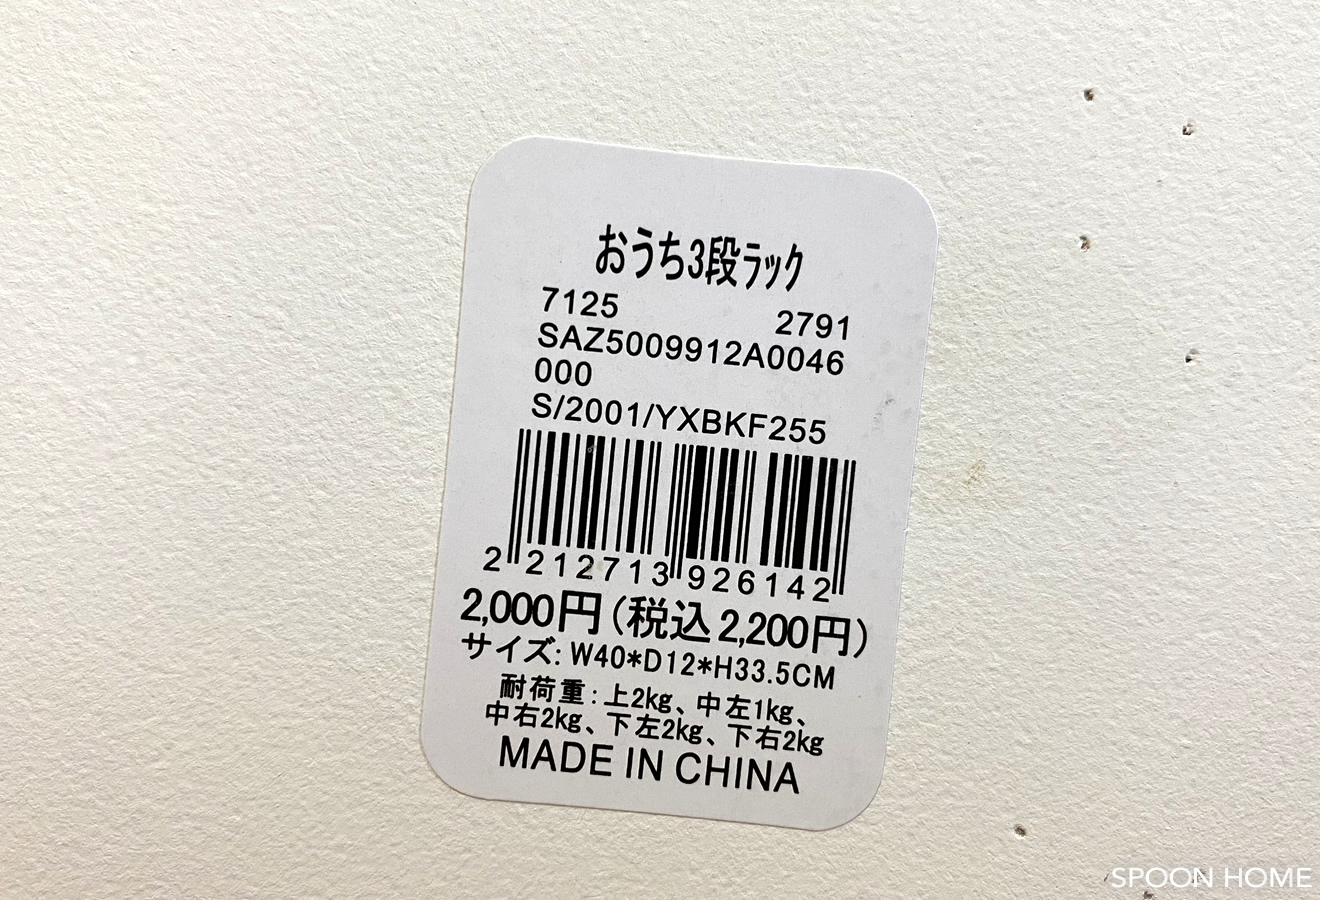 おうち3段ラック
7125 2791
SAZ5009912A0046
000
S/2001/YXBKF255
2 212713 926142
2,000円(税込2,200円)
サイズ:W40*D12*H33.5CM
耐荷重:上2kg、中左1kg、
中右2kg、下左2kg、下右2kg
MADE IN CHINA
SPOON HOME